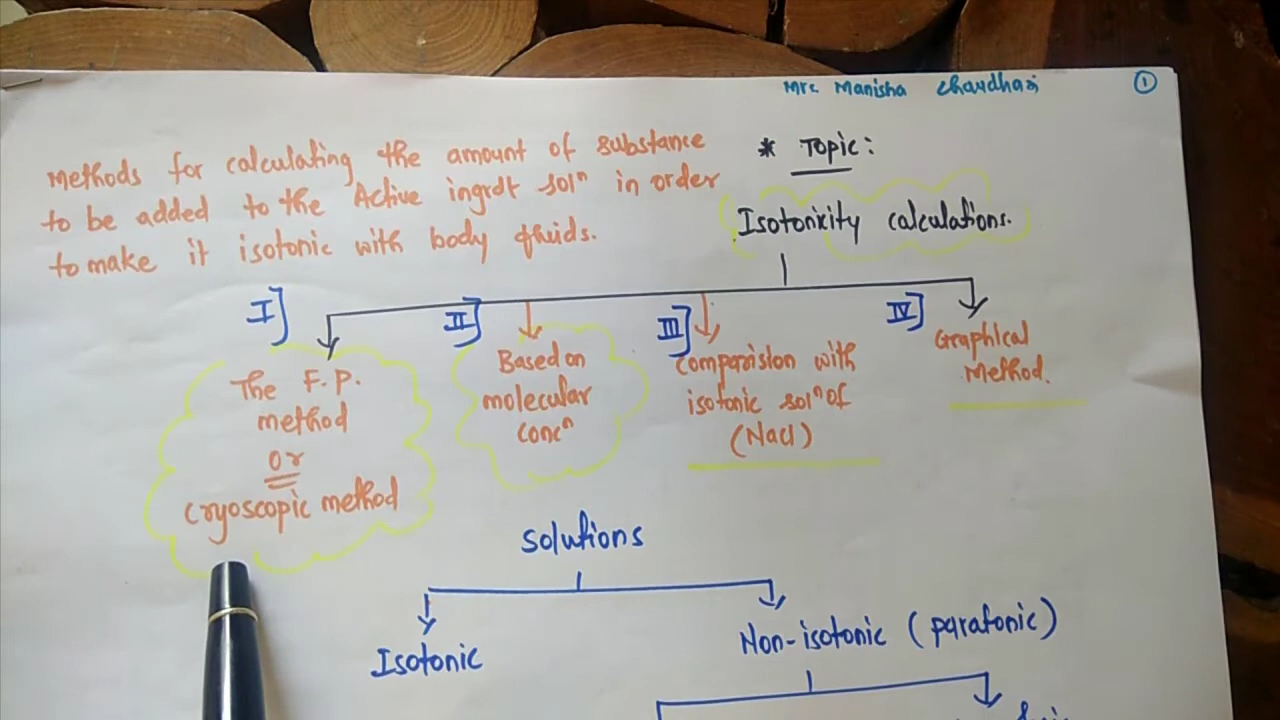 Mrs. Manisha Chaudhari ①
Methods for calculating the amount of substance
to be added to the Active ingrdt solⁿ in order
to make it isotonic with body fluids.
* Topic:
Isotonicity calculations.
I]
The F.P.
method
Or
cryoscopic method
II]
Based on
molecular
concⁿ
III]
Comparision with
isotonic solⁿ of
(NaCl)
IV]
Graphical
Method.
Solutions
Isotonic
Non-isotonic (paratonic)